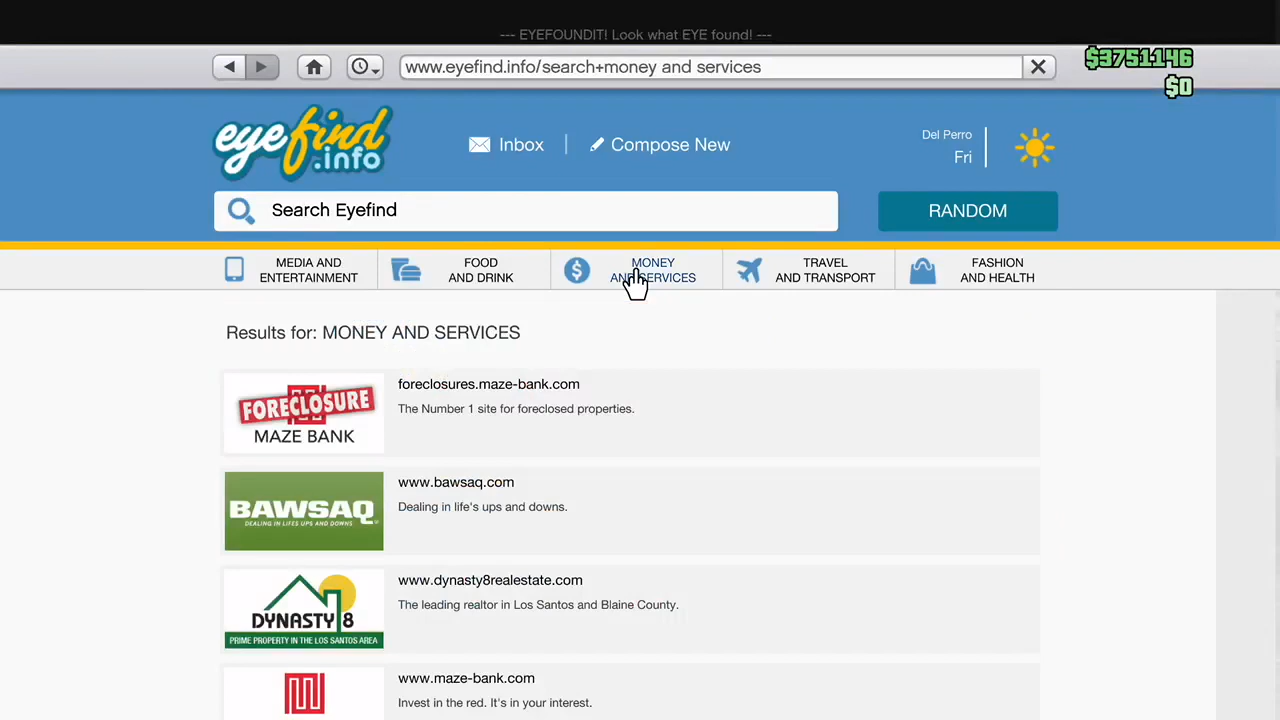 --- EYEFOUNDIT! Look what EYE found! ---
www.eyefind.info/search+money and services
$3751146
$0
eyefind.info
Inbox
Compose New
Del Perro
Fri
Search Eyefind
RANDOM
MEDIA AND
ENTERTAINMENT
FOOD
AND DRINK
MONEY
AND SERVICES
TRAVEL
AND TRANSPORT
FASHION
AND HEALTH
Results for: MONEY AND SERVICES
FORECLOSURE
MAZE BANK
foreclosures.maze-bank.com
The Number 1 site for foreclosed properties.
BAWSAQ
DEALING IN LIFES UPS AND DOWNS
www.bawsaq.com
Dealing in life's ups and downs.
DYNASTY 8
PRIME PROPERTY IN THE LOS SANTOS AREA
www.dynasty8realestate.com
The leading realtor in Los Santos and Blaine County.
www.maze-bank.com
Invest in the red. It's in your interest.